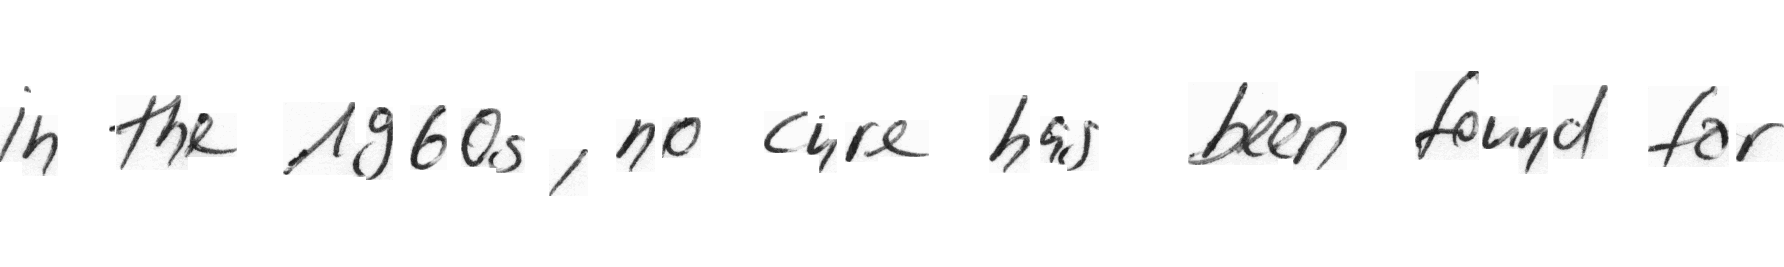 in the 1960s, no cure has been found for